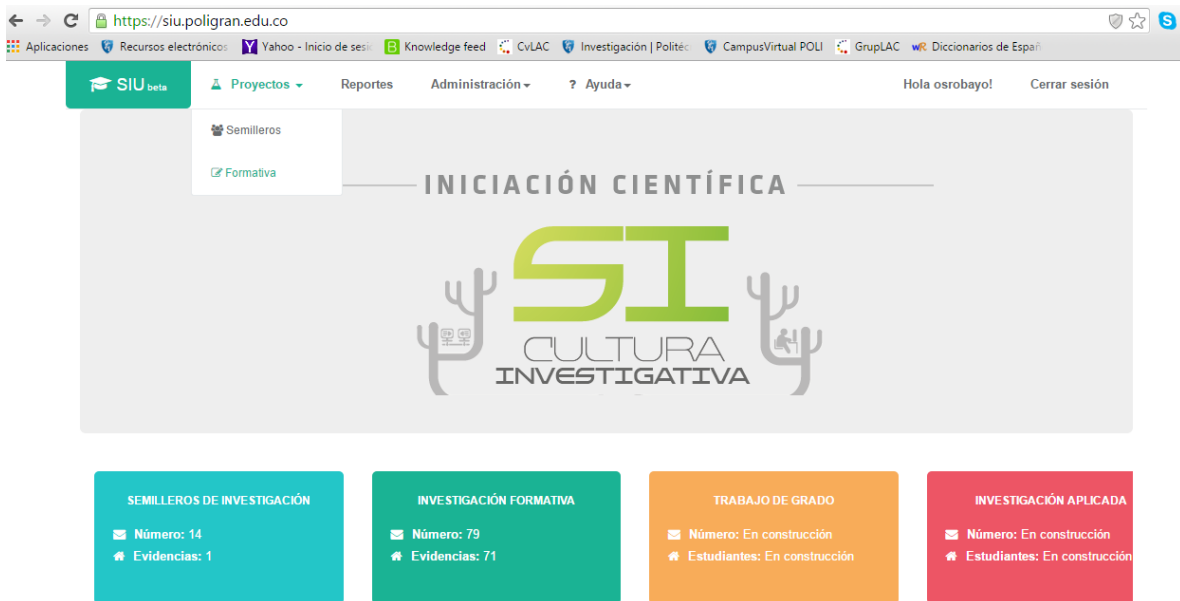 https://siu.poligran.edu.co
Aplicaciones Recursos electrónicos Yahoo - Inicio de sesió Knowledge feed CvLAC Investigación | Politéc CampusVirtual POLI GrupLAC Diccionarios de Españ
SIU beta Proyectos Reportes Administración ? Ayuda Hola osrobayo! Cerrar sesión
Semilleros
Formativa
INICIACIÓN CIENTÍFICA
SI
CULTURA
INVESTIGATIVA
SEMILLEROS DE INVESTIGACIÓN
Número: 14
Evidencias: 1
INVESTIGACIÓN FORMATIVA
Número: 79
Evidencias: 71
TRABAJO DE GRADO
Número: En construcción
Estudiantes: En construcción
INVESTIGACIÓN APLICADA
Número: En construcción
Estudiantes: En construcción